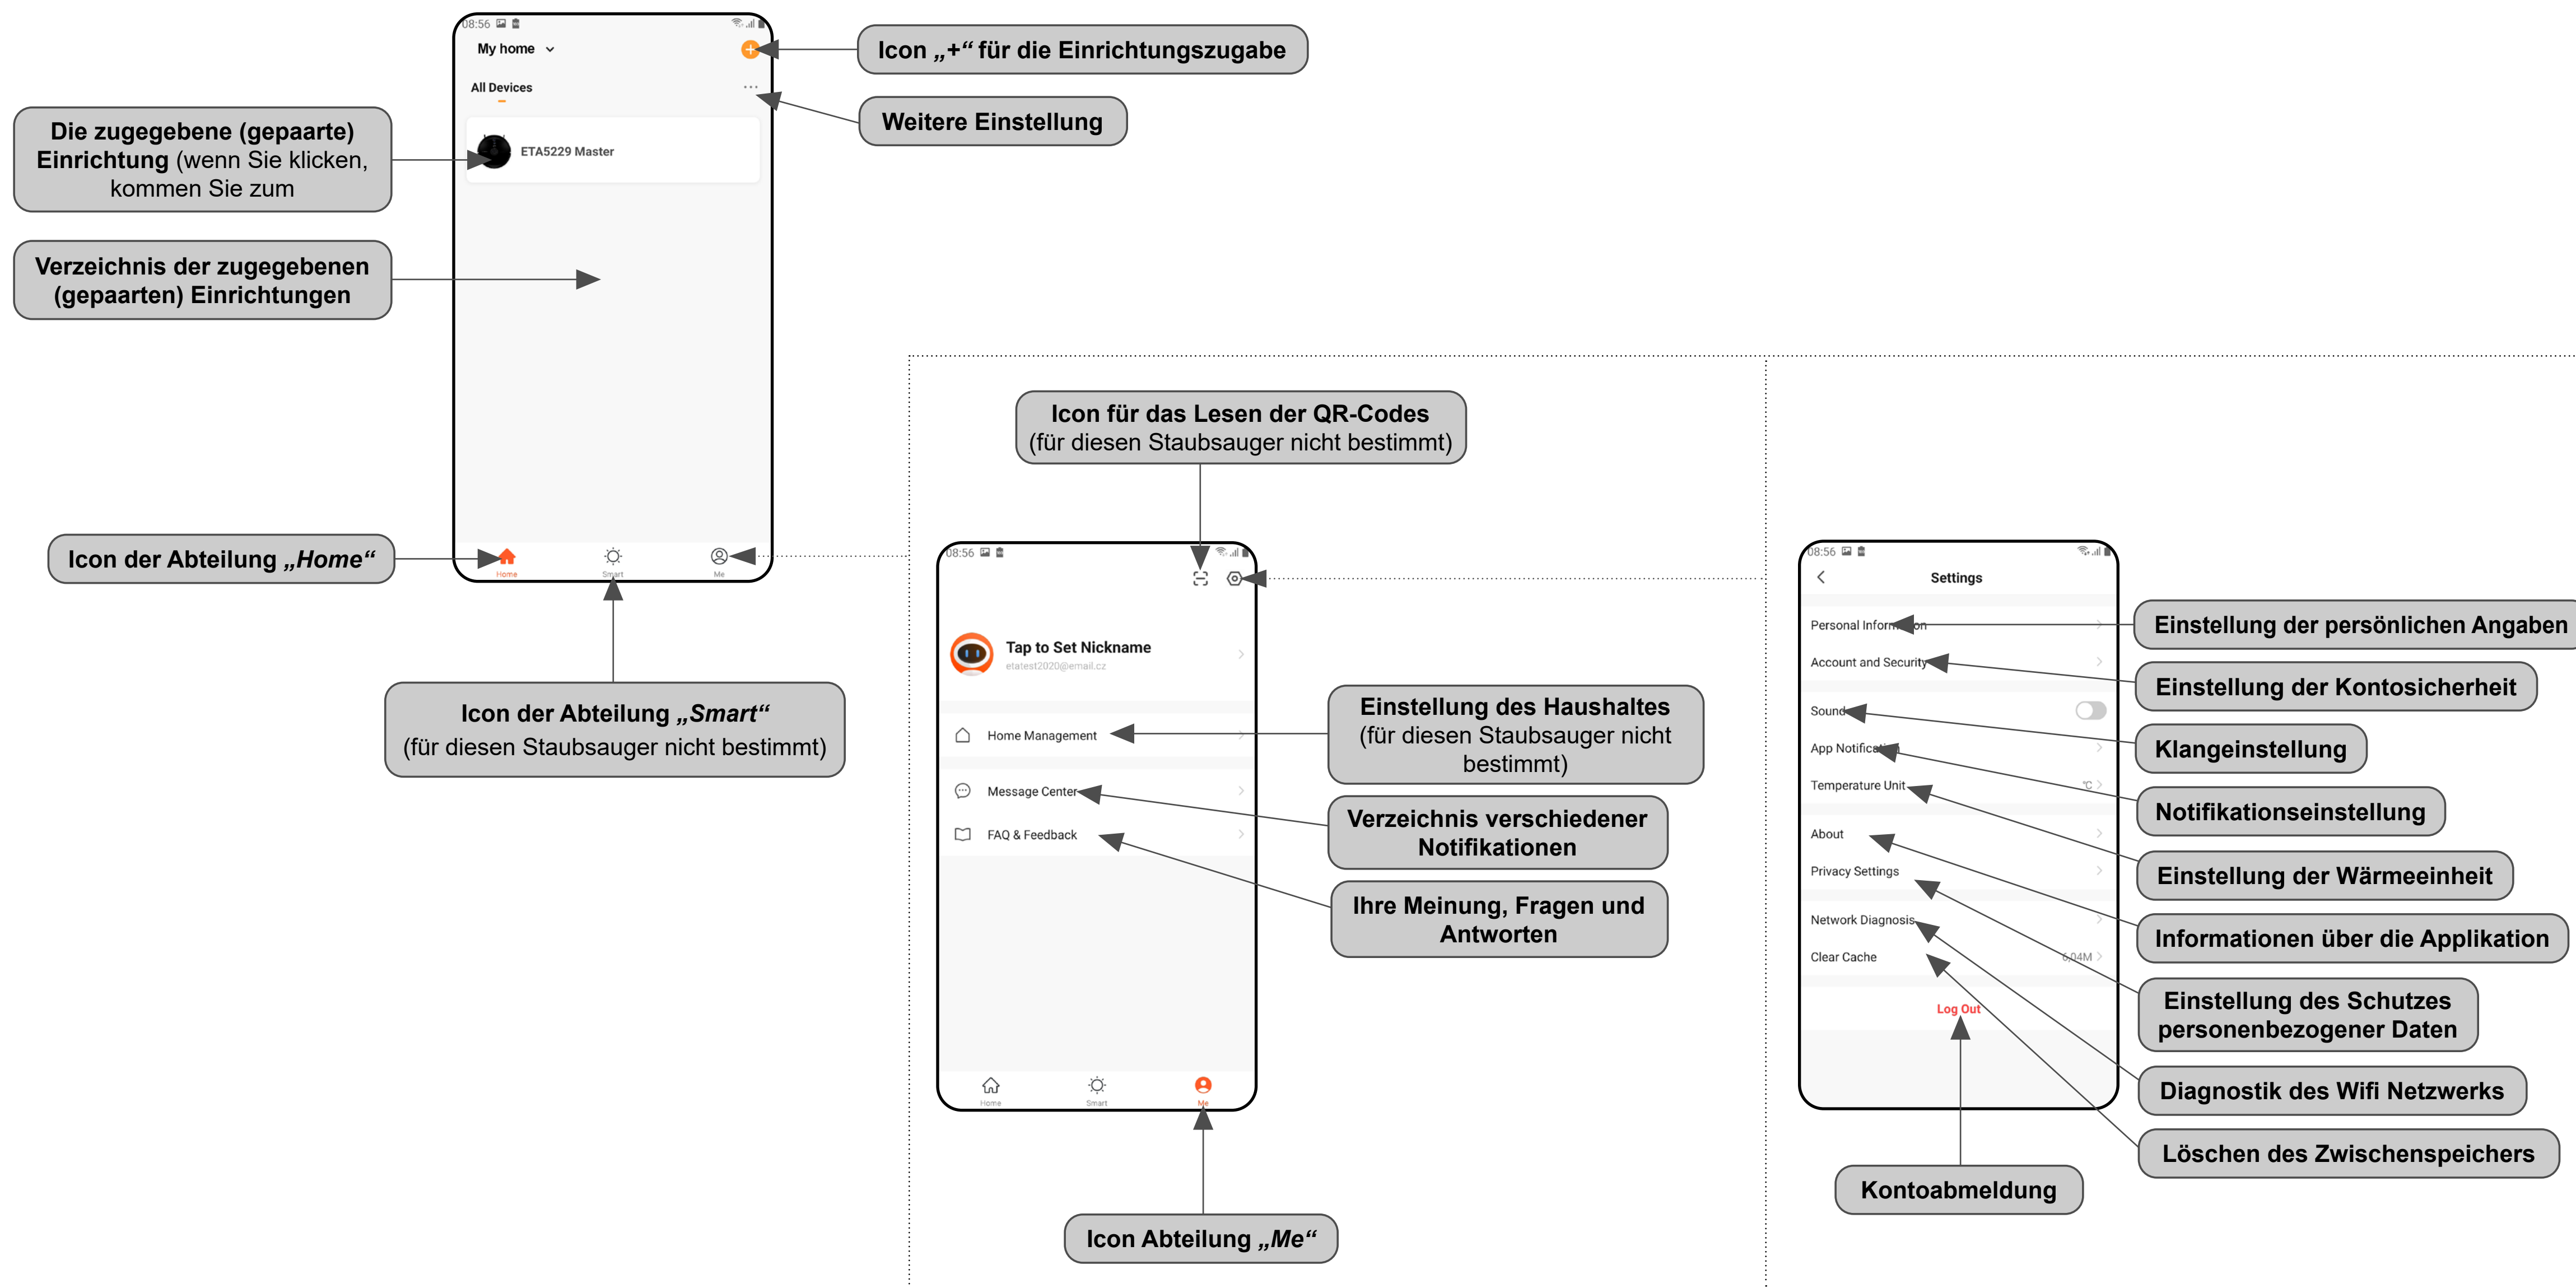 08:56
My home
All Devices
ETA5229 Master
Home
Smart
Me
Icon „+“ für die Einrichtungszugabe
Weitere Einstellung
Die zugegebene (gepaarte)
Einrichtung (wenn Sie klicken,
kommen Sie zum
Verzeichnis der zugegebenen
(gepaarten) Einrichtungen
Icon der Abteilung „Home“
Icon der Abteilung „Smart“
(für diesen Staubsauger nicht bestimmt)
Icon für das Lesen der QR-Codes
(für diesen Staubsauger nicht bestimmt)
08:56
Tap to Set Nickname
etatest2020@email.cz
Home Management
Message Center
FAQ & Feedback
Home
Smart
Me
Einstellung des Haushaltes
(für diesen Staubsauger nicht
bestimmt)
Verzeichnis verschiedener
Notifikationen
Ihre Meinung, Fragen und
Antworten
Icon Abteilung „Me“
08:56
Settings
Personal Information
Account and Security
Sound
App Notification
Temperature Unit
°C
About
Privacy Settings
Network Diagnosis
Clear Cache
6,04M
Log Out
Einstellung der persönlichen Angaben
Einstellung der Kontosicherheit
Klangeinstellung
Notifikationseinstellung
Einstellung der Wärmeeinheit
Informationen über die Applikation
Einstellung des Schutzes
personenbezogener Daten
Diagnostik des Wifi Netzwerks
Löschen des Zwischenspeichers
Kontoabmeldung